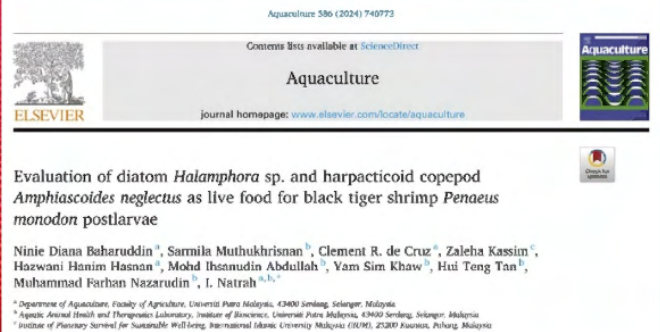 Aquaculture 586 (2024) 740773
Contents lists available at ScienceDirect
Aquaculture
Aquaculture
ELSEVIER
journal homepage: www.elsevier.com/locate/aquaculture
Check for updates
Evaluation of diatom Halamphora sp. and harpacticoid copepod
Amphiascoides neglectus as live food for black tiger shrimp Penaeus
monodon postlarvae
Ninie Diana Baharuddin a, Sarmila Muthukhrisnan b, Clement R. de Cruz a, Zaleha Kassim c,
Hazwani Hanim Hasnan a, Mohd Ihsanudin Abdullah b, Yam Sim Khaw b, Hui Teng Tan b,
Muhammad Farhan Nazarudin b, I. Natrah a,b,*
a Department of Aquaculture, Faculty of Agriculture, Universiti Putra Malaysia, 43400 Serdang, Selangor, Malaysia
b Aquatic Animal Health and Therapeutics Laboratory, Institute of Bioscience, Universiti Putra Malaysia, 43400 Serdang, Selangor, Malaysia
c Institute of Planetary Survival for Sustainable Well-being, International Islamic University Malaysia (IIUM), 25200 Kuantan, Pahang, Malaysia